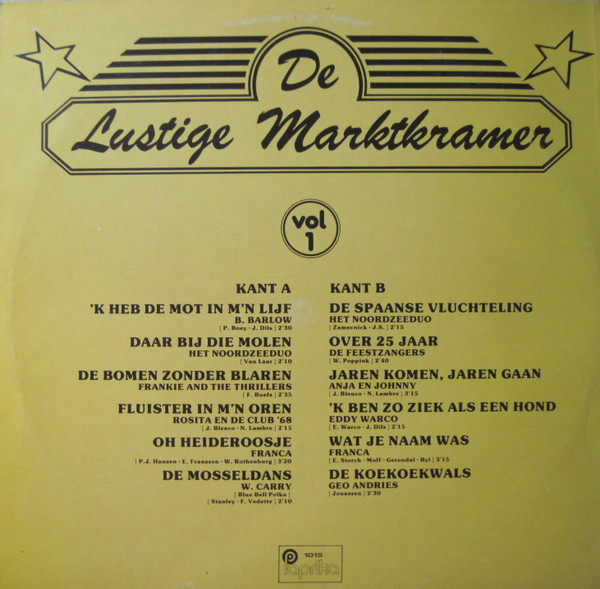 De
Lustige Marktkramer
vol
1
KANT A
'K HEB DE MOT IN M'N LIJF
B. BARLOW
[ P. Boey - J. Dils ] 2'30
DAAR BIJ DIE MOLEN
HET NOORDZEEDUO
[ Van Laar ] 2'10
DE BOMEN ZONDER BLAREN
FRANKIE AND THE THRILLERS
[ F. Roefs ] 2'35
FLUISTER IN M'N OREN
ROSITA EN DE CLUB '68
[ J. Blenco - N. Lambre ] 2'15
OH HEIDEROOSJE
FRANCA
[ P.J. Hansen - E. Franssen - W. Rothenburg ] 3'20
DE MOSSELDANS
W. CARRY
[ Blue Bell Polka ]
[ Stanley - F. Vedette ] 2'10
KANT B
DE SPAANSE VLUCHTELING
HET NOORDZEEDUO
[ Zamecnick - J.S. ] 2'15
OVER 25 JAAR
DE FEESTZANGERS
[ W. Poppink ] 2'40
JAREN KOMEN, JAREN GAAN
ANJA EN JOHNNY
[ J. Blenco - N. Lambre ] 3'15
'K BEN ZO ZIEK ALS EEN HOND
EDDY WARCO
[ E. Warco - J. Dils ] 2'15
WAT JE NAAM WAS
FRANCA
[ E. Storch - Moff - Gerondal - Byl ] 3'15
DE KOEKOEKWALS
GEO ANDRIES
[ Jonassen ] 2'30
P 1015
paprika